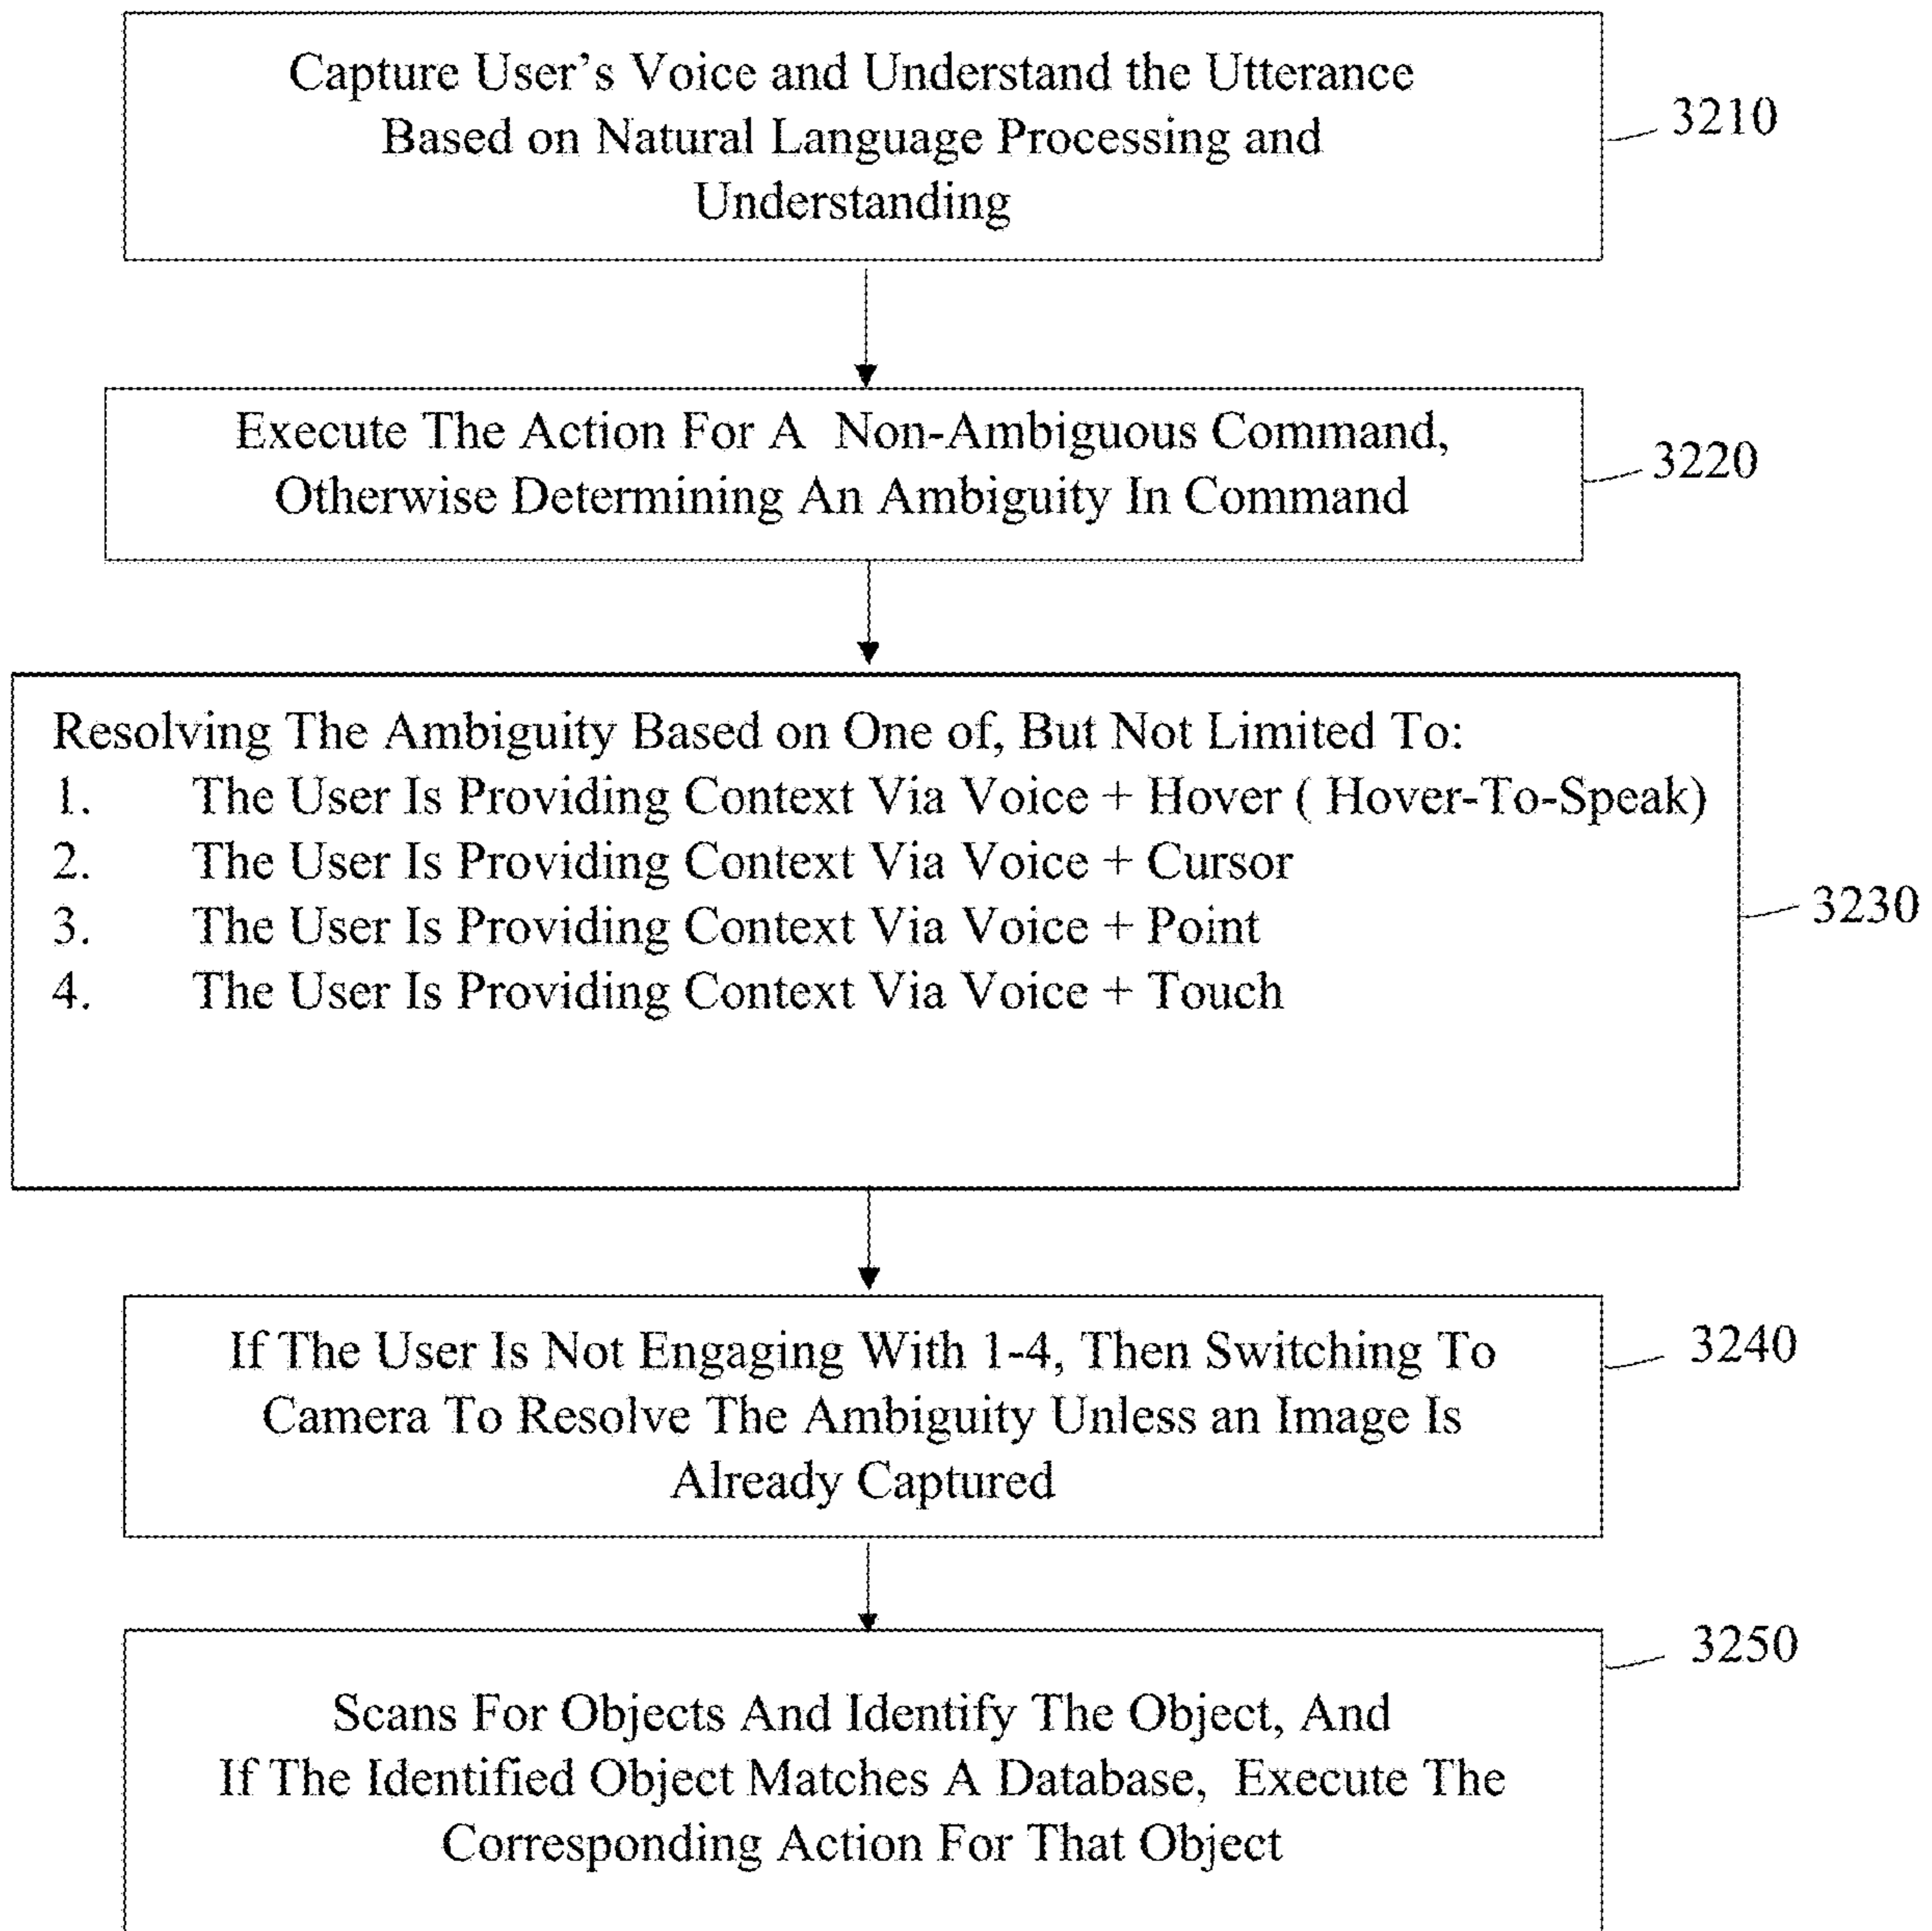 Capture User's Voice and Understand the Utterance
Based on Natural Language Processing and
Understanding
3210
Execute The Action For A Non-Ambiguous Command,
Otherwise Determining An Ambiguity In Command
3220
Resolving The Ambiguity Based on One of, But Not Limited To:
1. The User Is Providing Context Via Voice + Hover ( Hover-To-Speak)
2. The User Is Providing Context Via Voice + Cursor
3. The User Is Providing Context Via Voice + Point
4. The User Is Providing Context Via Voice + Touch
3230
If The User Is Not Engaging With 1-4, Then Switching To
Camera To Resolve The Ambiguity Unless an Image Is
Already Captured
3240
Scans For Objects And Identify The Object, And
If The Identified Object Matches A Database, Execute The
Corresponding Action For That Object
3250